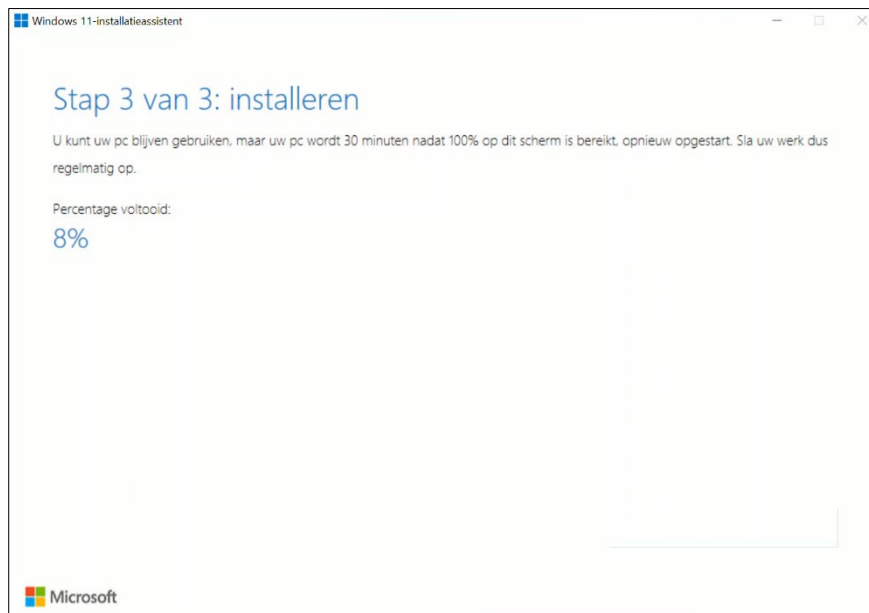 Windows 11-installatieassistent
Stap 3 van 3: installeren
U kunt uw pc blijven gebruiken, maar uw pc wordt 30 minuten nadat 100% op dit scherm is bereikt, opnieuw opgestart. Sla uw werk dus
regelmatig op.
Percentage voltooid:
8%
Microsoft